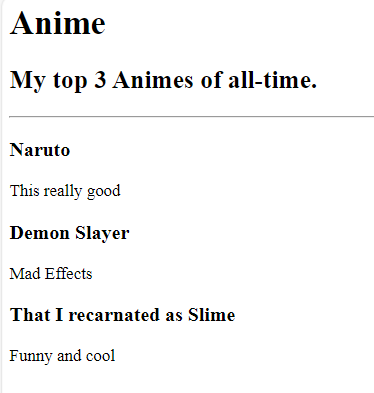 Anime
My top 3 Animes of all-time.
Naruto
This really good
Demon Slayer
Mad Effects
That I recarnated as Slime
Funny and cool